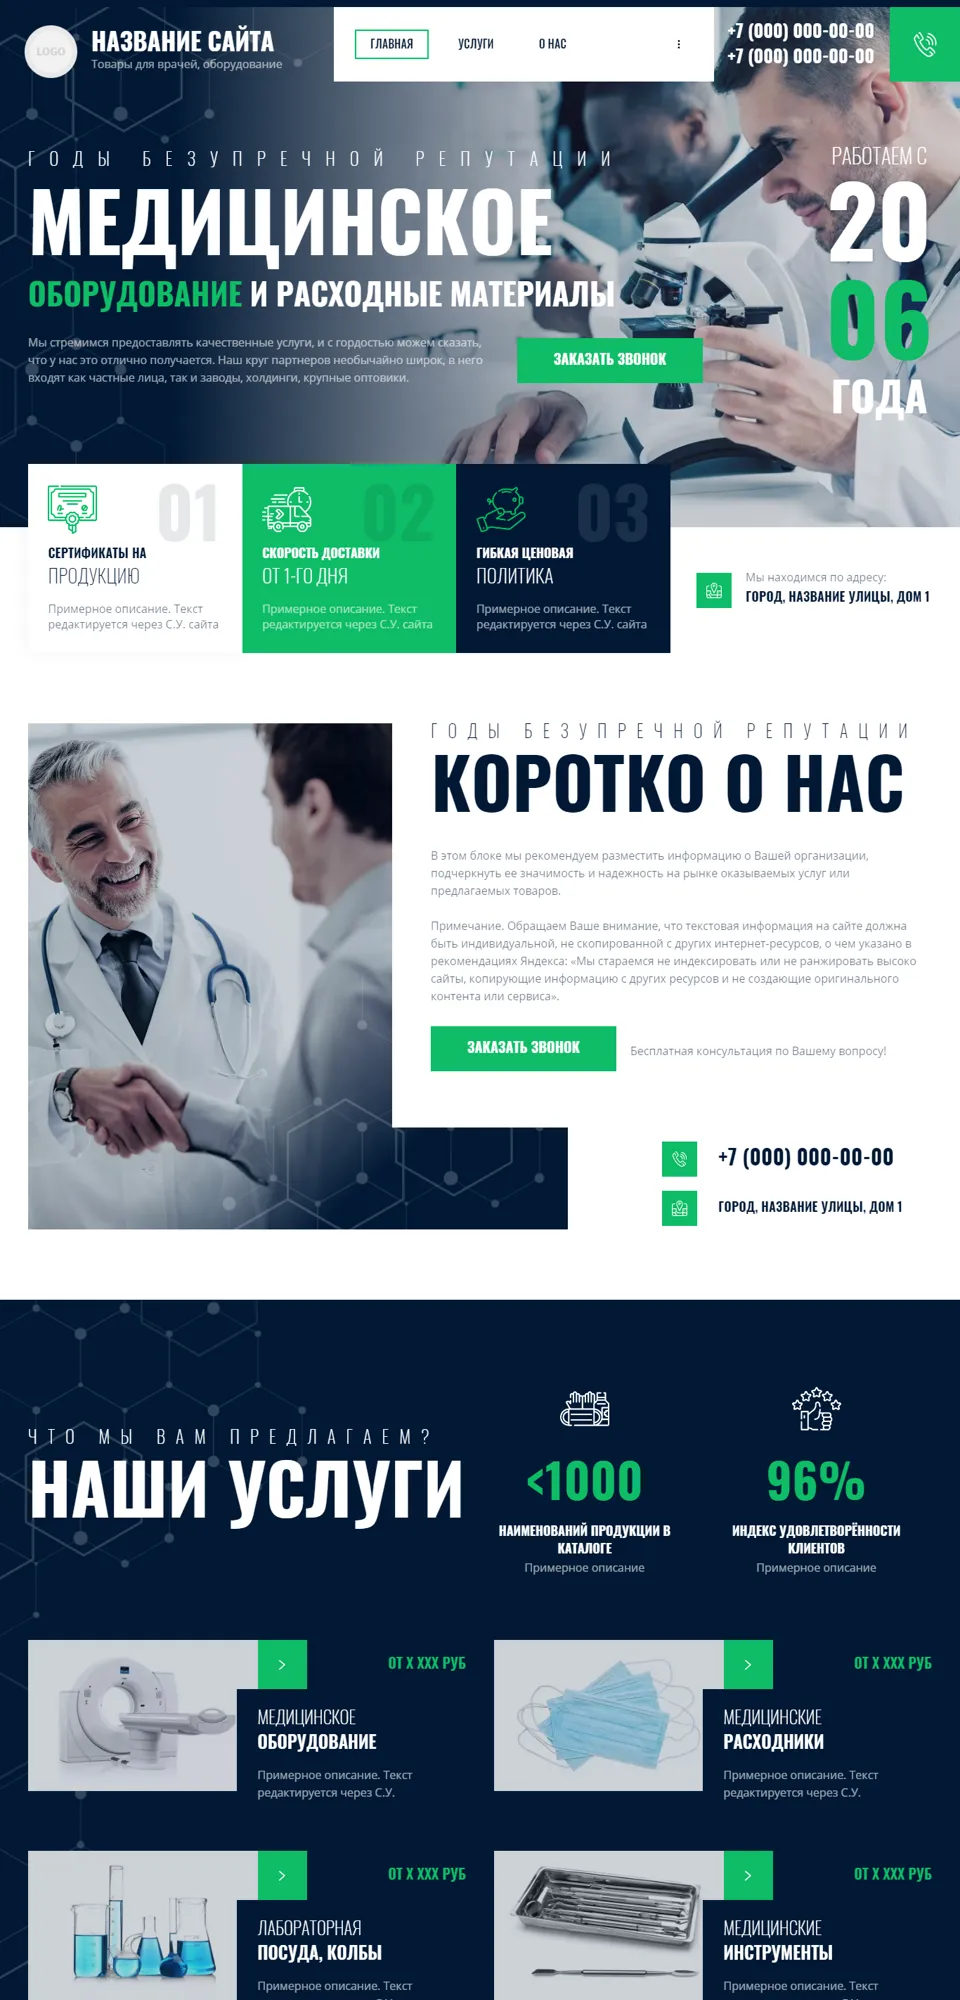 LOGO
НАЗВАНИЕ САЙТА
Товары для врачей, оборудование
ГЛАВНАЯ
УСЛУГИ
О НАС
+7 (000) 000-00-00
+7 (000) 000-00-00
ГОДЫ БЕЗУПРЕЧНОЙ РЕПУТАЦИИ
МЕДИЦИНСКОЕ
ОБОРУДОВАНИЕ И РАСХОДНЫЕ МАТЕРИАЛЫ
Мы стремимся предоставлять качественные услуги, и с гордостью можем сказать,
что у нас это отлично получается. Наш круг партнеров необычайно широк, в него
входят как частные лица, так и заводы, холдинги, крупные оптовики.
ЗАКАЗАТЬ ЗВОНОК
РАБОТАЕМ С
20
06
ГОДА
01
СЕРТИФИКАТЫ НА
ПРОДУКЦИЮ
Примерное описание. Текст
редактируется через С.У. сайта
02
СКОРОСТЬ ДОСТАВКИ
ОТ 1-ГО ДНЯ
Примерное описание. Текст
редактируется через С.У. сайта
03
ГИБКАЯ ЦЕНОВАЯ
ПОЛИТИКА
Примерное описание. Текст
редактируется через С.У. сайта
Мы находимся по адресу:
ГОРОД, НАЗВАНИЕ УЛИЦЫ, ДОМ 1
ГОДЫ БЕЗУПРЕЧНОЙ РЕПУТАЦИИ
КОРОТКО О НАС
В этом блоке мы рекомендуем разместить информацию о Вашей организации,
подчеркнуть ее значимость и надежность на рынке оказываемых услуг или
предлагаемых товаров.
Примечание. Обращаем Ваше внимание, что текстовая информация на сайте должна
быть индивидуальной, не скопированной с других интернет-ресурсов, о чем указано в
рекомендациях Яндекса: «Мы стараемся не индексировать или не ранжировать высоко
сайты, копирующие информацию с других ресурсов и не создающие оригинального
контента или сервиса».
ЗАКАЗАТЬ ЗВОНОК
Бесплатная консультация по Вашему вопросу!
+7 (000) 000-00-00
ГОРОД, НАЗВАНИЕ УЛИЦЫ, ДОМ 1
ЧТО МЫ ВАМ ПРЕДЛАГАЕМ?
НАШИ УСЛУГИ
<1000
НАИМЕНОВАНИЙ ПРОДУКЦИИ В
КАТАЛОГЕ
Примерное описание
96%
ИНДЕКС УДОВЛЕТВОРЁННОСТИ
КЛИЕНТОВ
Примерное описание
ОТ X XXX РУБ
МЕДИЦИНСКОЕ
ОБОРУДОВАНИЕ
Примерное описание. Текст
редактируется через С.У.
ОТ X XXX РУБ
МЕДИЦИНСКИЕ
РАСХОДНИКИ
Примерное описание. Текст
редактируется через С.У.
ОТ X XXX РУБ
ЛАБОРАТОРНАЯ
ПОСУДА, КОЛБЫ
Примерное описание. Текст
ОТ X XXX РУБ
МЕДИЦИНСКИЕ
ИНСТРУМЕНТЫ
Примерное описание. Текст